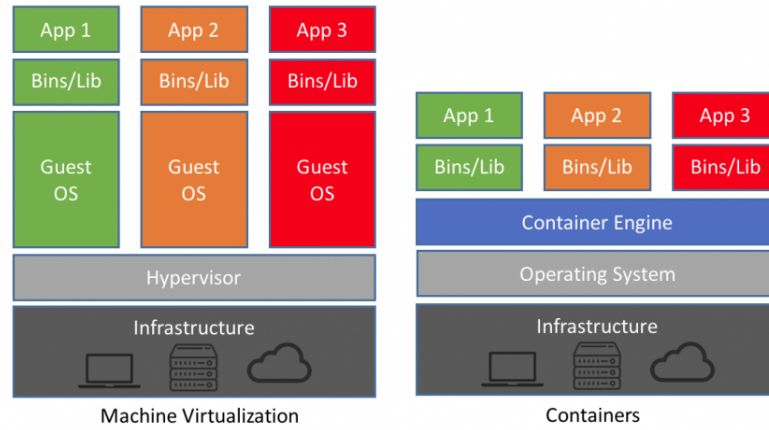 App 1
App 2
App 3
Bins/Lib
Bins/Lib
Bins/Lib
Guest
OS
Guest
OS
Guest
OS
Hypervisor
Infrastructure
Machine Virtualization
App 1
App 2
App 3
Bins/Lib
Bins/Lib
Bins/Lib
Container Engine
Operating System
Infrastructure
Containers